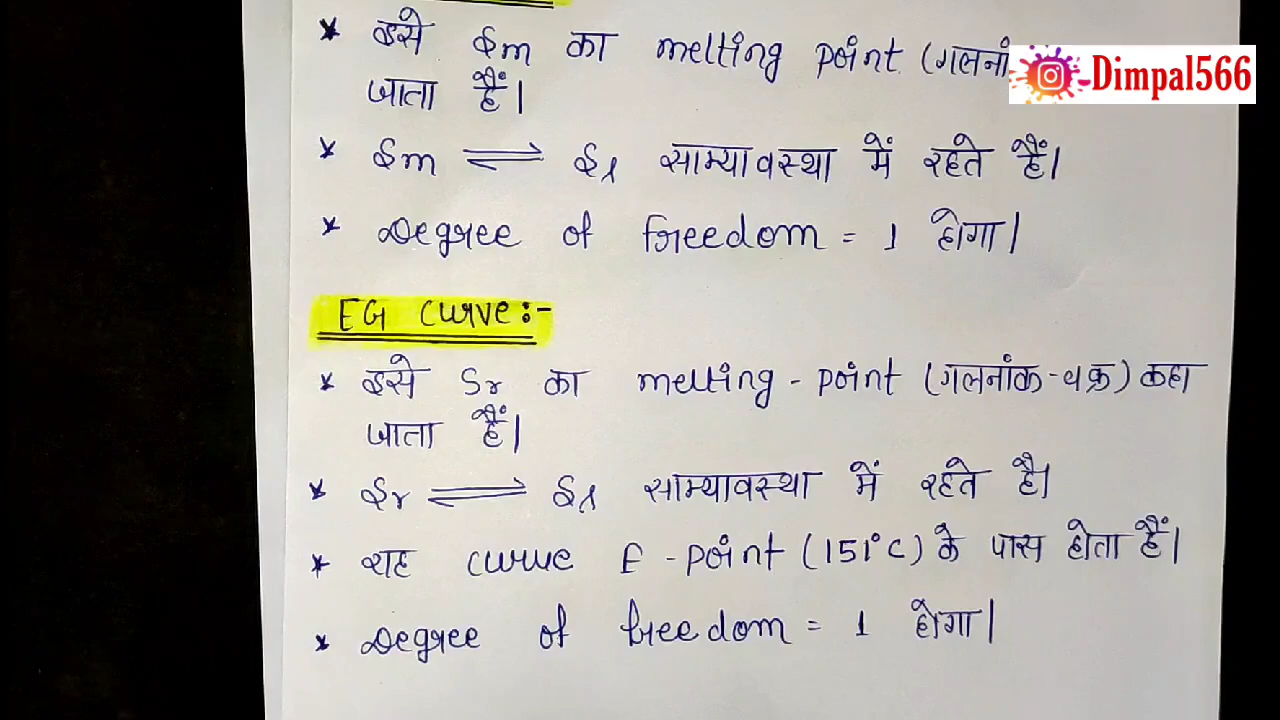 * इसे Sm का melting point (गलनां
Dimpal566
जाता हैं।
* Sm ⇌ Sl साम्यावस्था में रहते हैं।
* Degree of freedom = 1 होगा।
EG Curve:-
* इसे Sr का melting - point (गलनांक-वक्र) कहा
जाता हैं।
* Sr ⇌ Sl साम्यावस्था में रहते है।
* यह curve E - point (151°C) के पास होता हैं।
* Degree of freedom = 1 होगा।